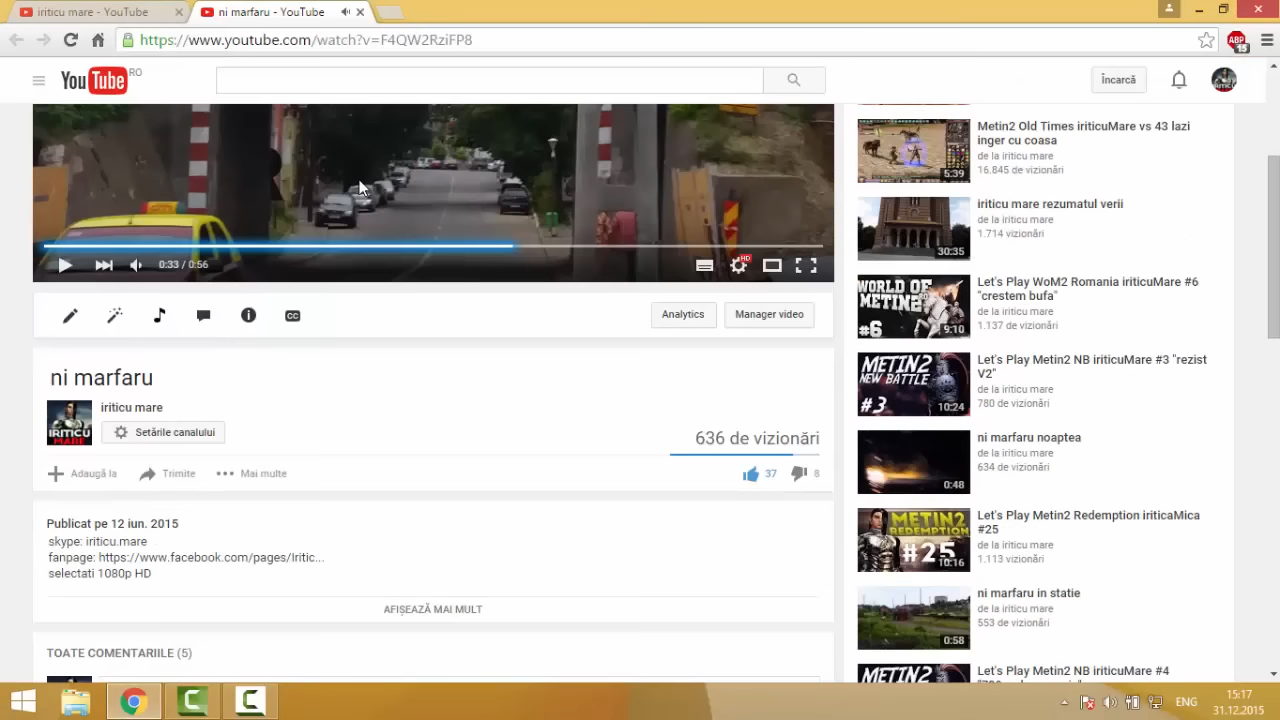 iriticu mare - YouTube
ni marfaru - YouTube
https://www.youtube.com/watch?v=F4QW2RziFP8
ABP
15
YouTube RO
Încarcă
0:33 / 0:56
HD
Analytics
Manager video
CC
ni marfaru
IRITICU
MARE
iriticu mare
Setările canalului
636 de vizionări
Adaugă la
Trimite
Mai multe
37
8
Publicat pe 12 iun. 2015
skype: iriticu.mare
fanpage: https://www.facebook.com/pages/iritic...
selectati 1080p HD
AFIȘEAZĂ MAI MULT
TOATE COMENTARIILE (5)
5:39
Metin2 Old Times iriticuMare vs 43 lazi
inger cu coasa
de la iriticu mare
16.845 de vizionări
30:35
iriticu mare rezumatul verii
de la iriticu mare
1.714 vizionări
WORLD OF
METIN2
#6
9:10
Let's Play WoM2 Romania iriticuMare #6
"crestem bufa"
de la iriticu mare
1.137 de vizionări
METIN2
NEW BATTLE
#3
10:24
Let's Play Metin2 NB iriticuMare #3 "rezist
V2"
de la iriticu mare
780 de vizionări
0:48
ni marfaru noaptea
de la iriticu mare
634 de vizionări
METIN2
REDEMPTION
#25
10:16
Let's Play Metin2 Redemption iriticaMica
#25
de la iriticu mare
1.113 vizionări
0:58
ni marfaru in statie
de la iriticu mare
553 de vizionări
METIN2
Let's Play Metin2 NB iriticuMare #4
ENG
15:17
31.12.2015